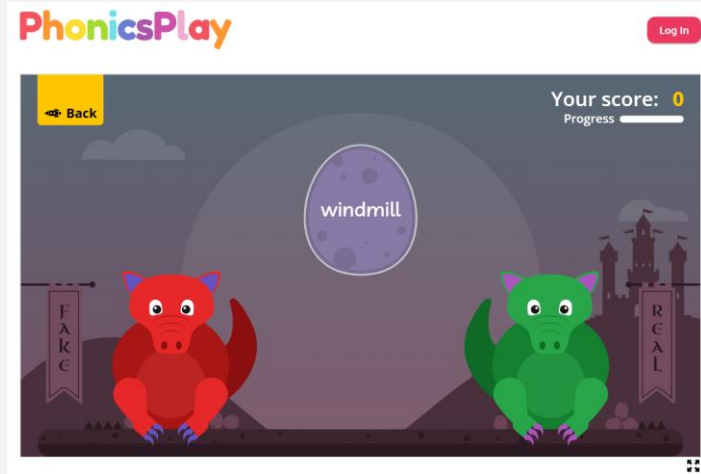 PhonicsPlay
Log In
Back
Your score: 0
Progress
windmill
FAKE
REAL